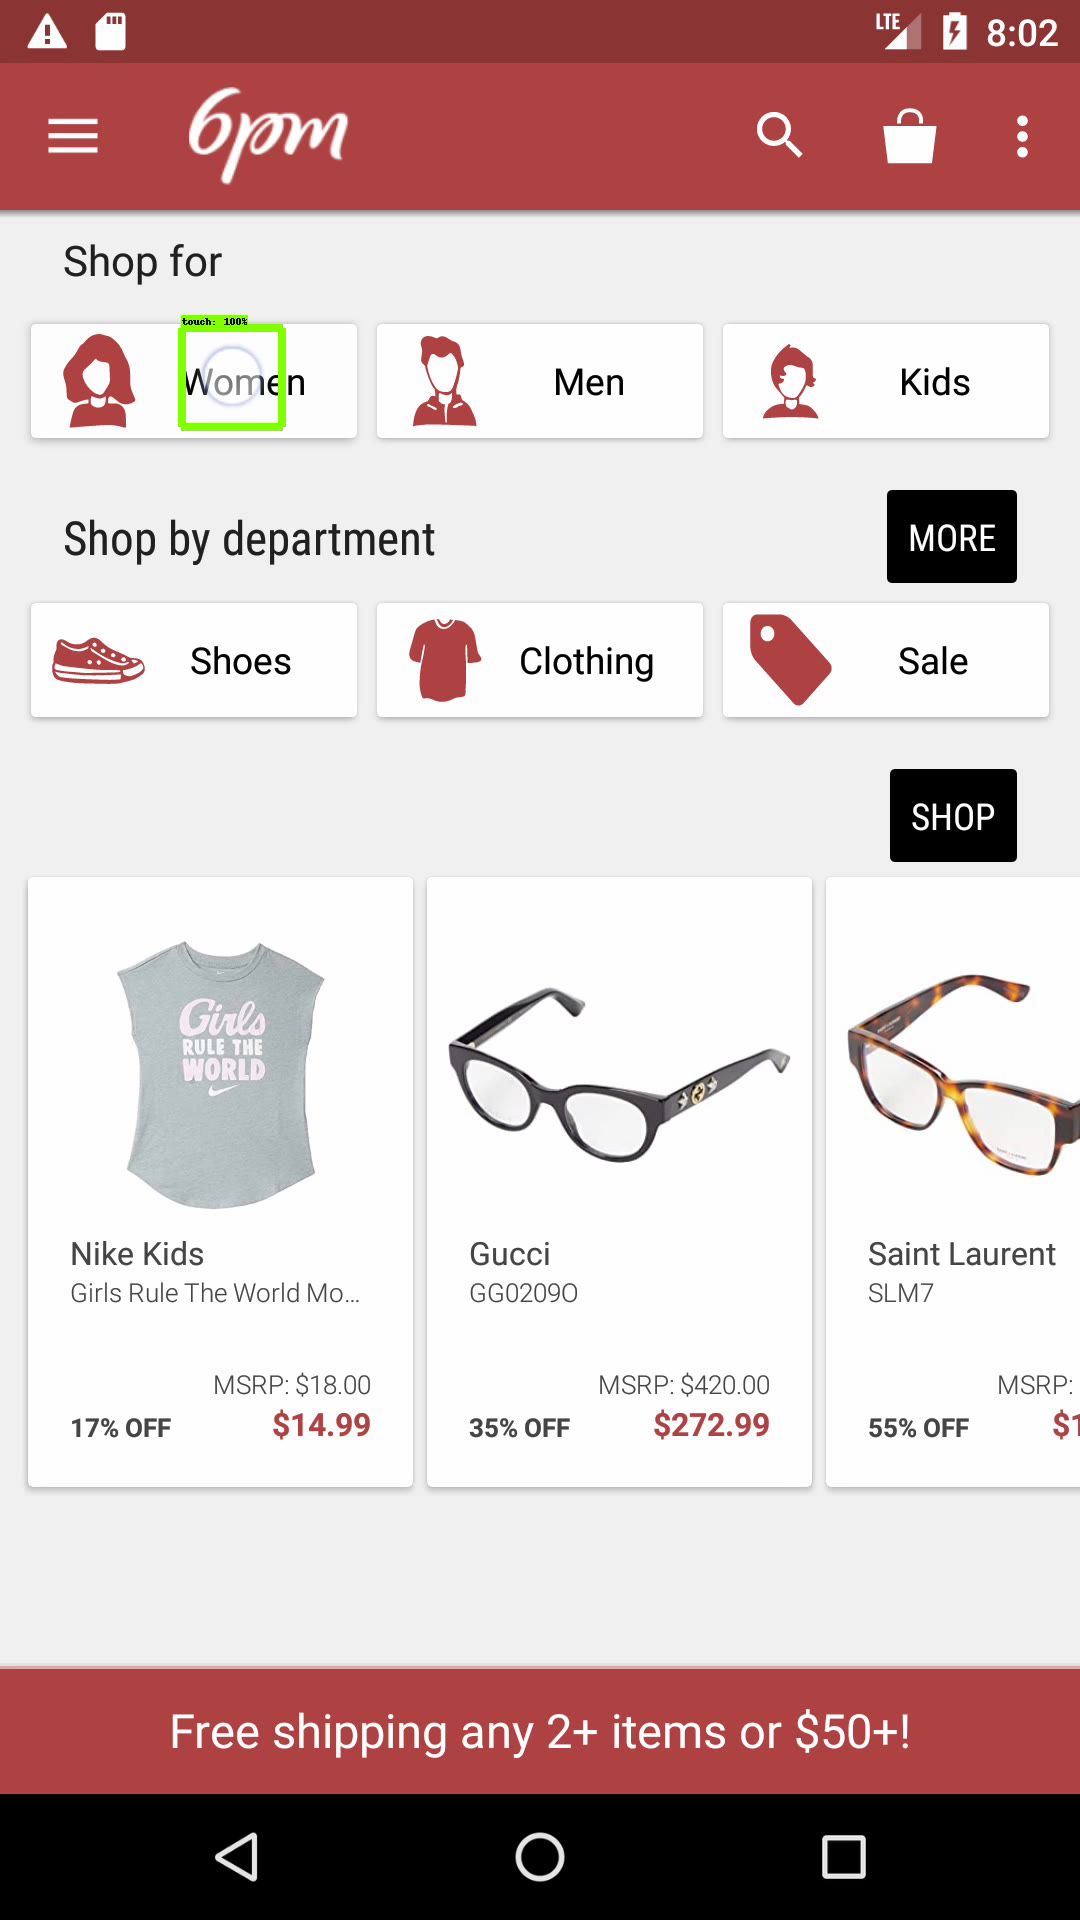 LTE 8:02
6pm
Shop for
touch: 100%
Women
Men
Kids
Shop by department
MORE
Shoes
Clothing
Sale
SHOP
Girls
RULE THE
WORLD
Nike Kids
Girls Rule The World Mo...
MSRP: $18.00
17% OFF
$14.99
Gucci
GG0209O
MSRP: $420.00
35% OFF
$272.99
Saint Laurent
SLM7
MSRP:
55% OFF
$1
Free shipping any 2+ items or $50+!